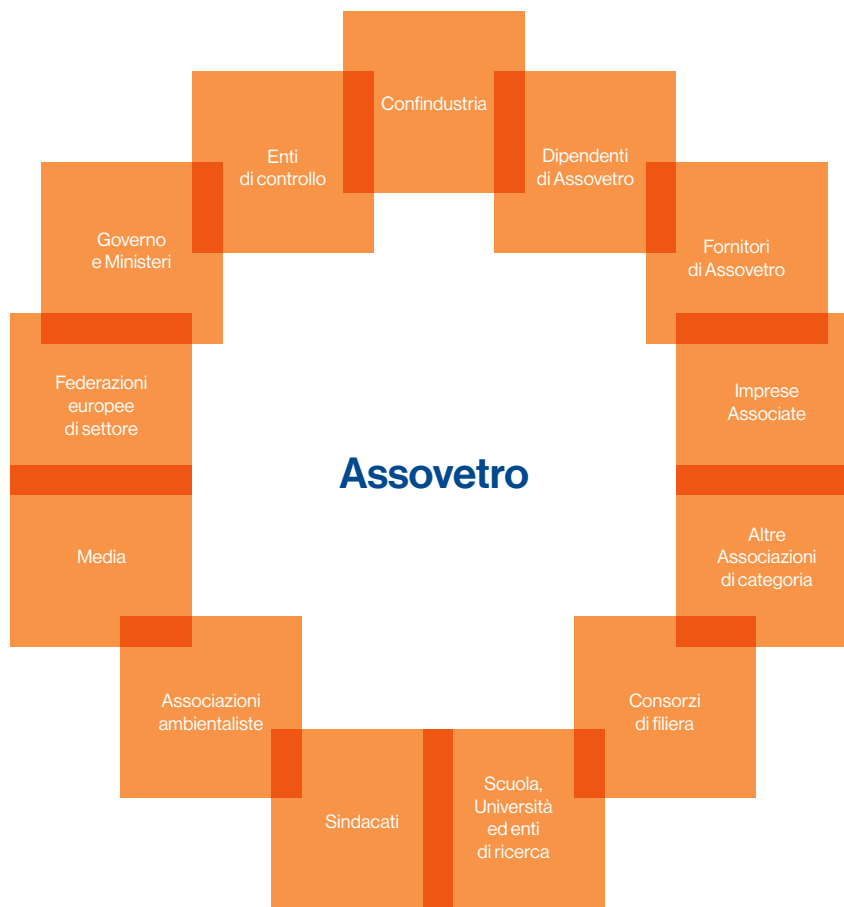 Confindustria
Enti
di controllo
Dipendenti
di Assovetro
Governo
e Ministeri
Fornitori
di Assovetro
Federazioni
europee
di settore
Imprese
Associate
Assovetro
Media
Altre
Associazioni
di categoria
Associazioni
ambientaliste
Consorzi
di filiera
Sindacati
Scuola,
Università
ed enti
di ricerca